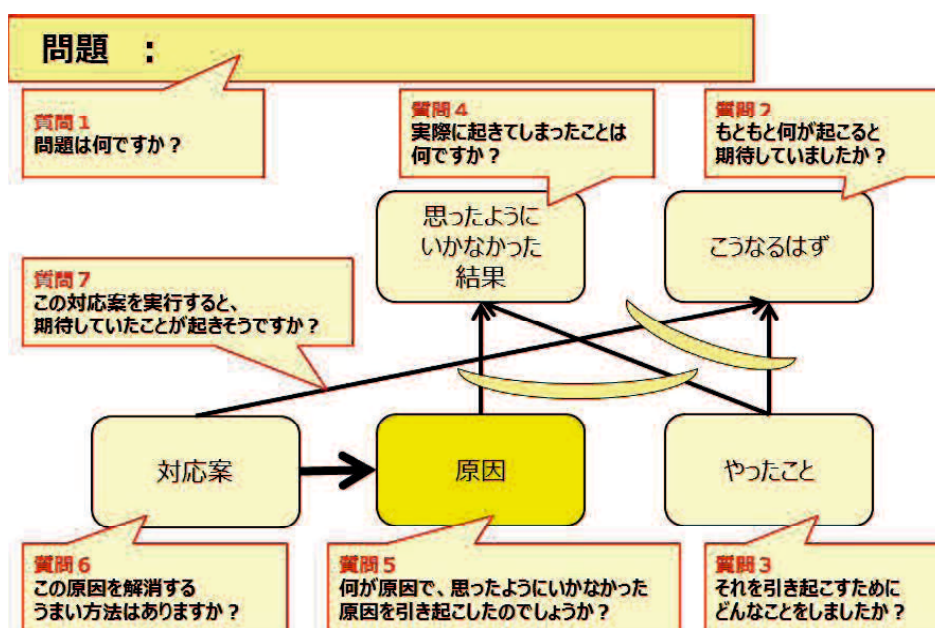 問題 :
質問1
問題は何ですか?
質問4
実際に起きてしまったことは
何ですか?
質問2
もともと何が起こると
期待していましたか?
思ったように
いかなかった
結果
こうなるはず
質問7
この対応案を実行すると、
期待していたことが起きそうですか?
対応案
原因
やったこと
質問6
この原因を解消する
うまい方法はありますか?
質問5
何が原因で、思ったようにいかなかった
原因を引き起こしたのでしょうか?
質問3
それを引き起こすために
どんなことをしましたか?